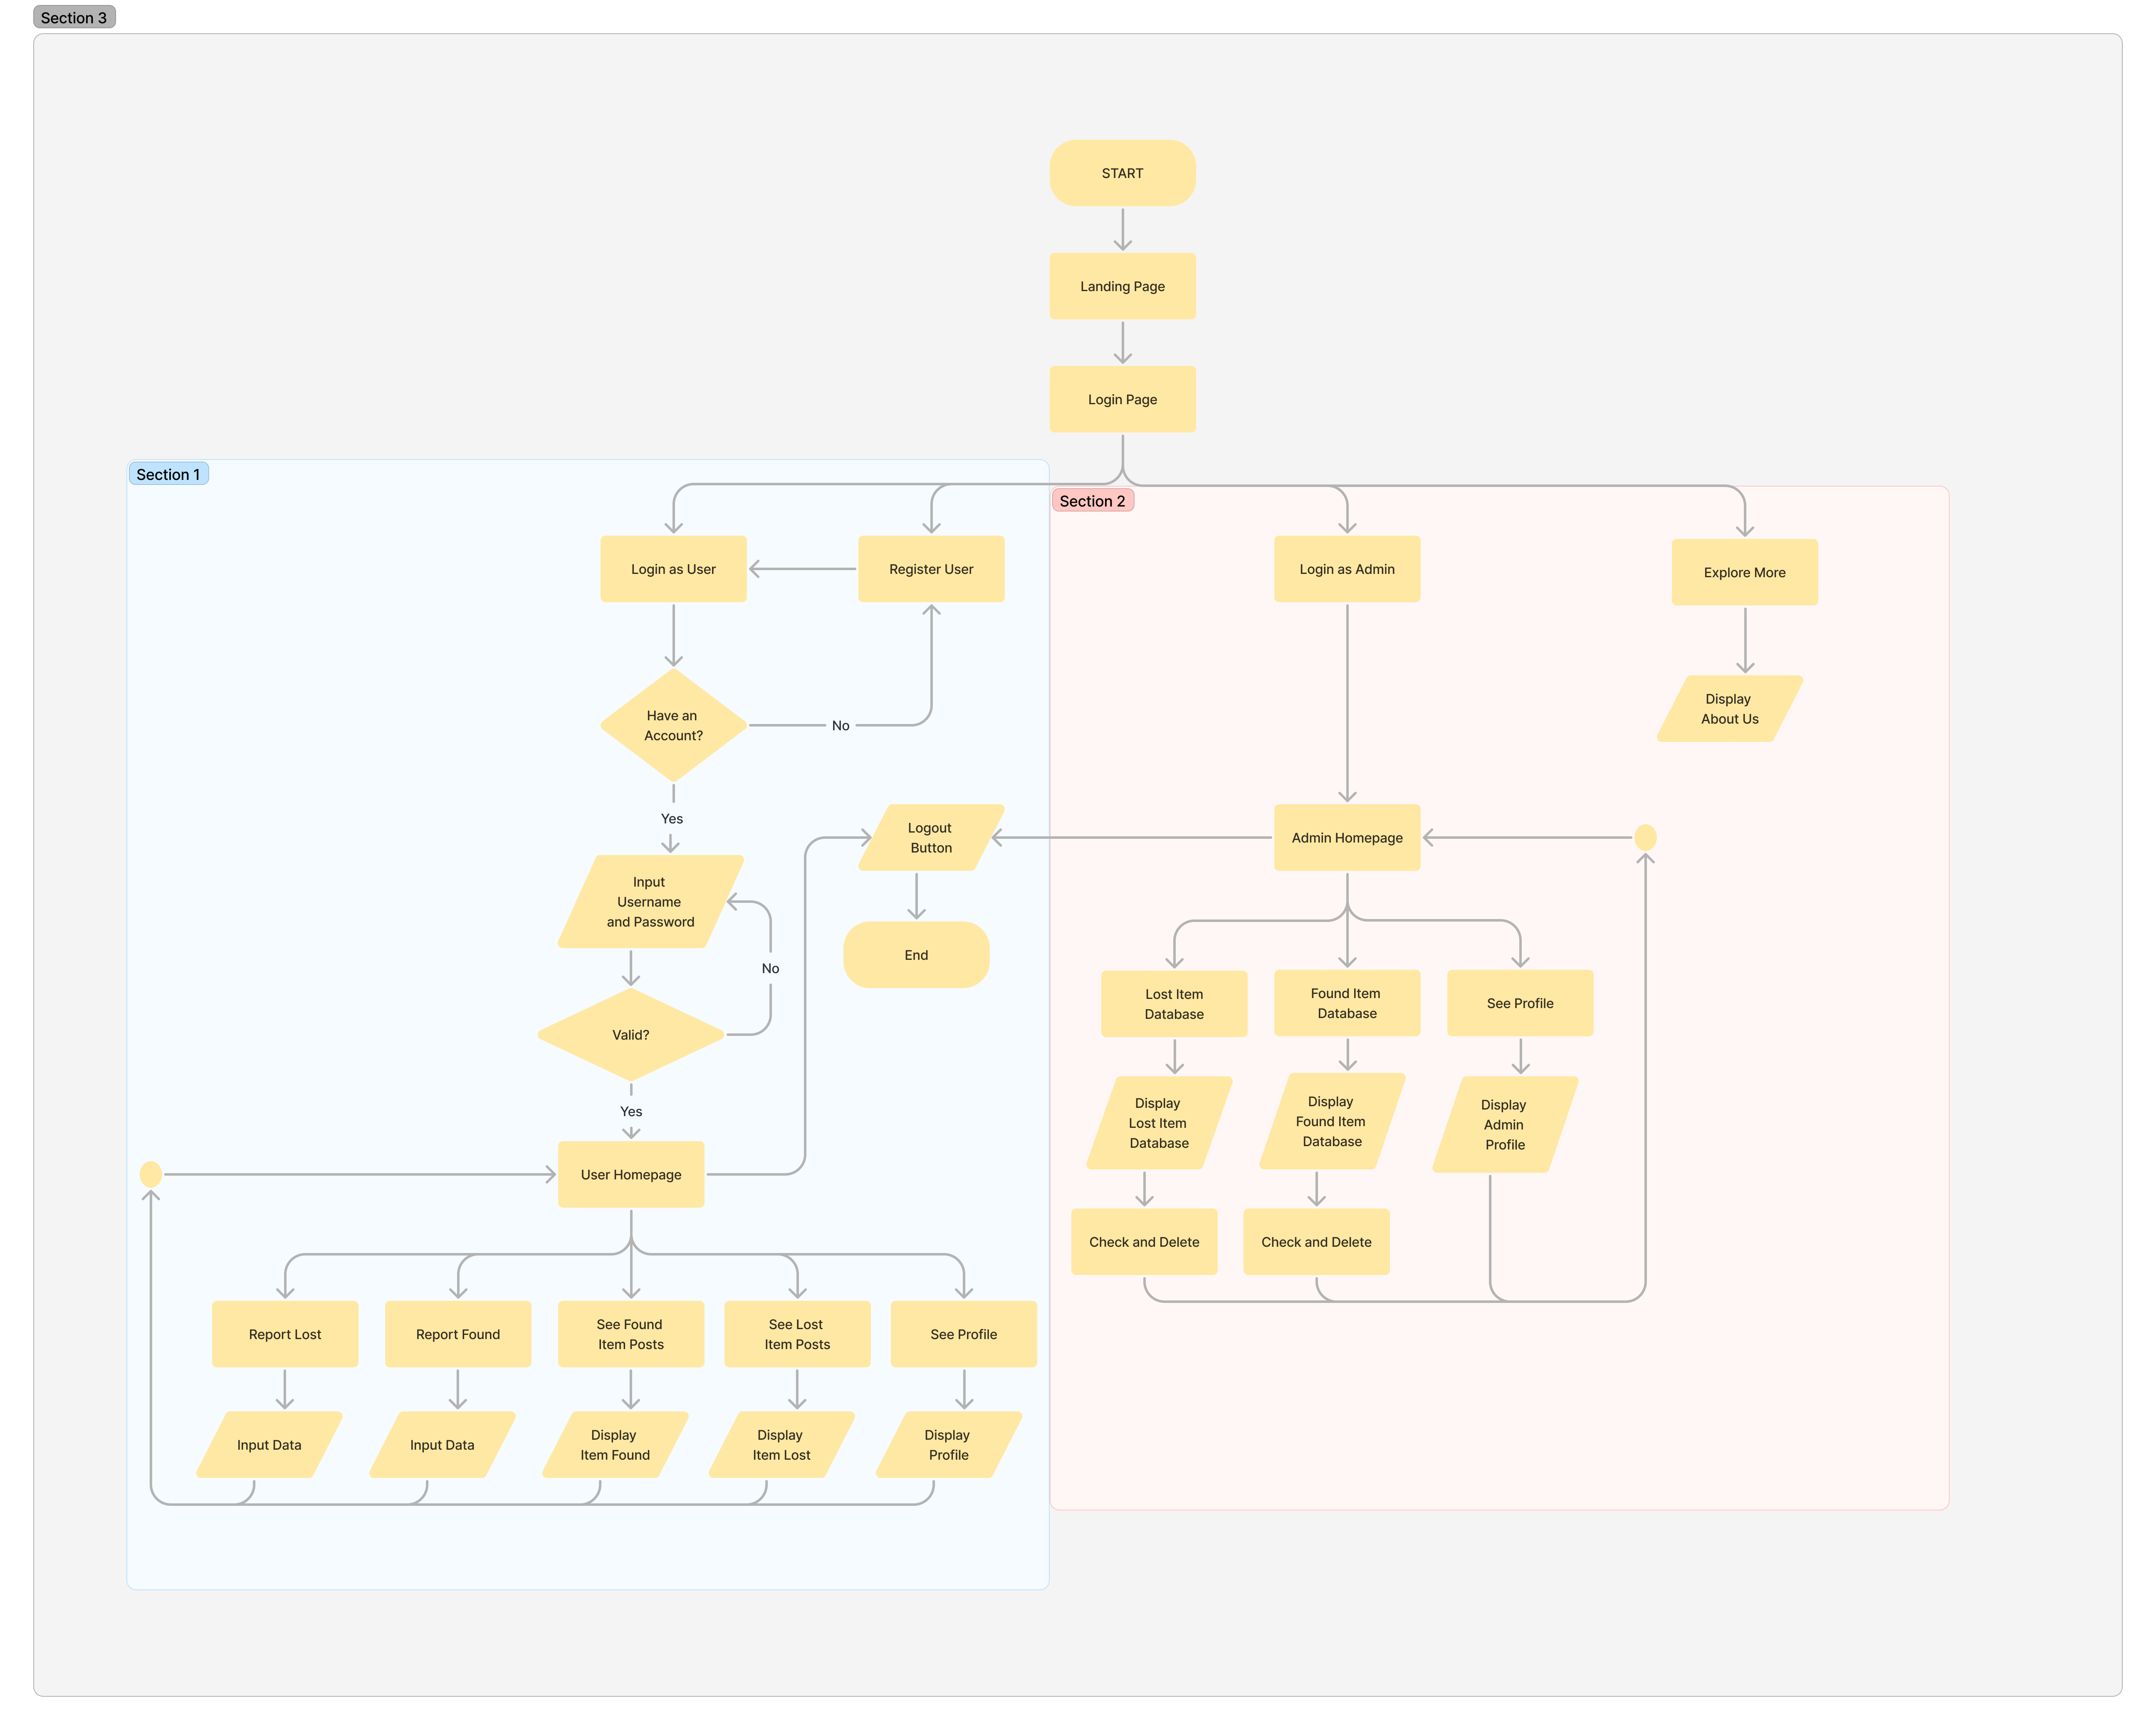 Section 3
START
Landing Page
Login Page
Section 1
Section 2
Login as User
Register User
Login as Admin
Explore More
Have an
Account?
No
Display
About Us
Yes
Logout
Button
Admin Homepage
Input
Username
and Password
End
No
Valid?
Lost Item
Database
Found Item
Database
See Profile
Yes
Display
Lost Item
Database
Display
Found Item
Database
Display
Admin
Profile
User Homepage
Check and Delete
Check and Delete
Report Lost
Report Found
See Found
Item Posts
See Lost
Item Posts
See Profile
Input Data
Input Data
Display
Item Found
Display
Item Lost
Display
Profile